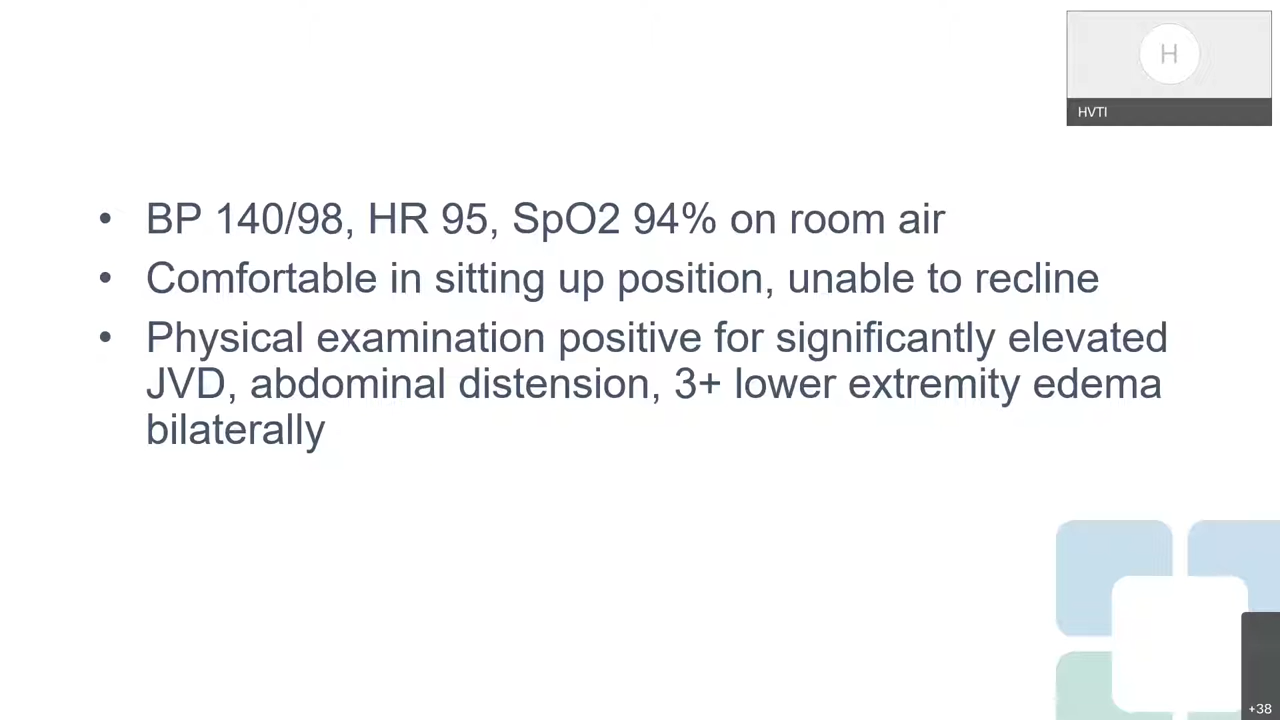 H
HVTI
• BP 140/98, HR 95, SpO2 94% on room air
• Comfortable in sitting up position, unable to recline
• Physical examination positive for significantly elevated
JVD, abdominal distension, 3+ lower extremity edema
bilaterally
+38